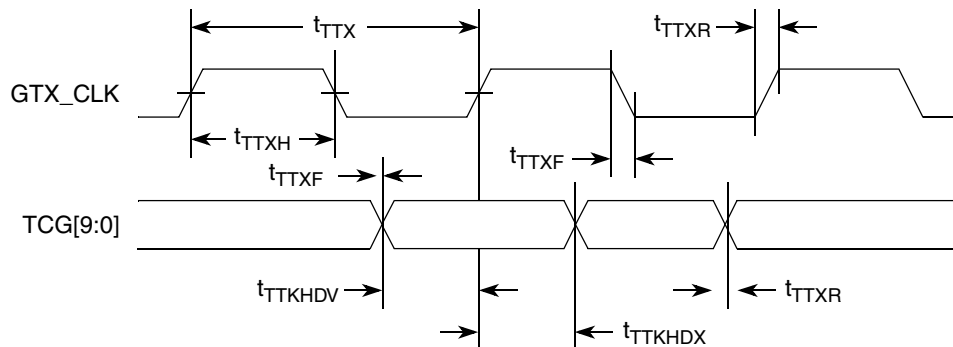 tTTX
tTTXR
GTX_CLK
tTTXH
tTTXF
tTTXF
TCG[9:0]
tTTKHDV
tTTXR
tTTKHDX